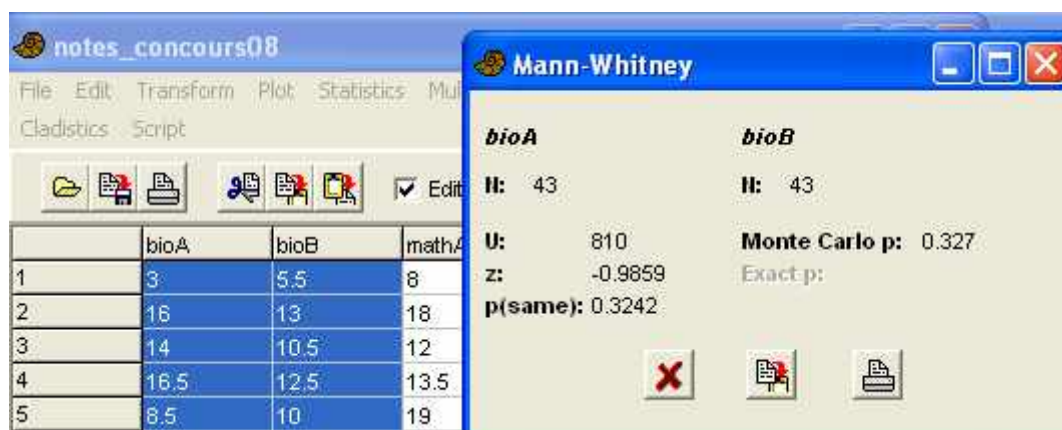 notes_concours08
File Edit Transform Plot Statistics
Cladistics Script
Edit
bioA bioB
1 3 5.5 8
2 16 13 18
3 14 10.5 12
4 16.5 12.5 13.5
5 8.5 10 19
Mann-Whitney
bioA bioB
N: 43 N: 43
U: 810 Monte Carlo p: 0.327
z: -0.9859 Exact p:
p(same): 0.3242